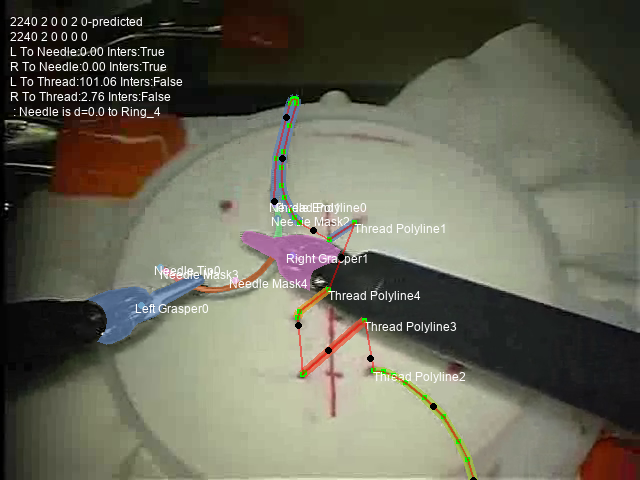 2240 2 0 0 2 0-predicted
2240 2 0 0 0 0
L To Needle:0.00 Inters:True
R To Needle:0.00 Inters:True
L To Thread:101.06 Inters:False
R To Thread:2.76 Inters:False
: Needle is d=0.0 to Ring_4
Thread Polyline0
Needle Mask2
Thread Polyline1
Right Grasper1
Needle Tip0
Needle Mask3
Needle Mask4
Thread Polyline4
Left Grasper0
Thread Polyline3
Thread Polyline2